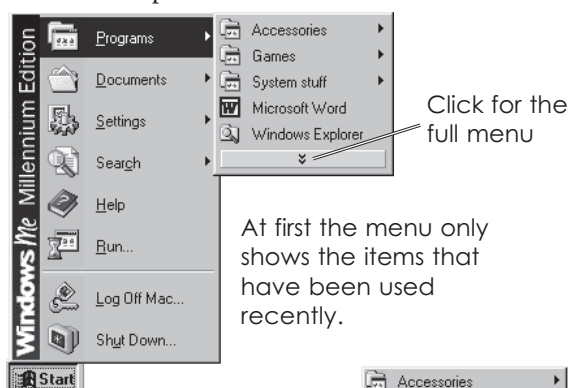 Windows Me Millennium Edition
Programs
Documents
Settings
Search
Help
Run...
Log Off Mac...
Shut Down...
Start
Accessories
Games
System stuff
Microsoft Word
Windows Explorer
Click for the
full menu
At first the menu only
shows the items that
have been used
recently.
Accessories